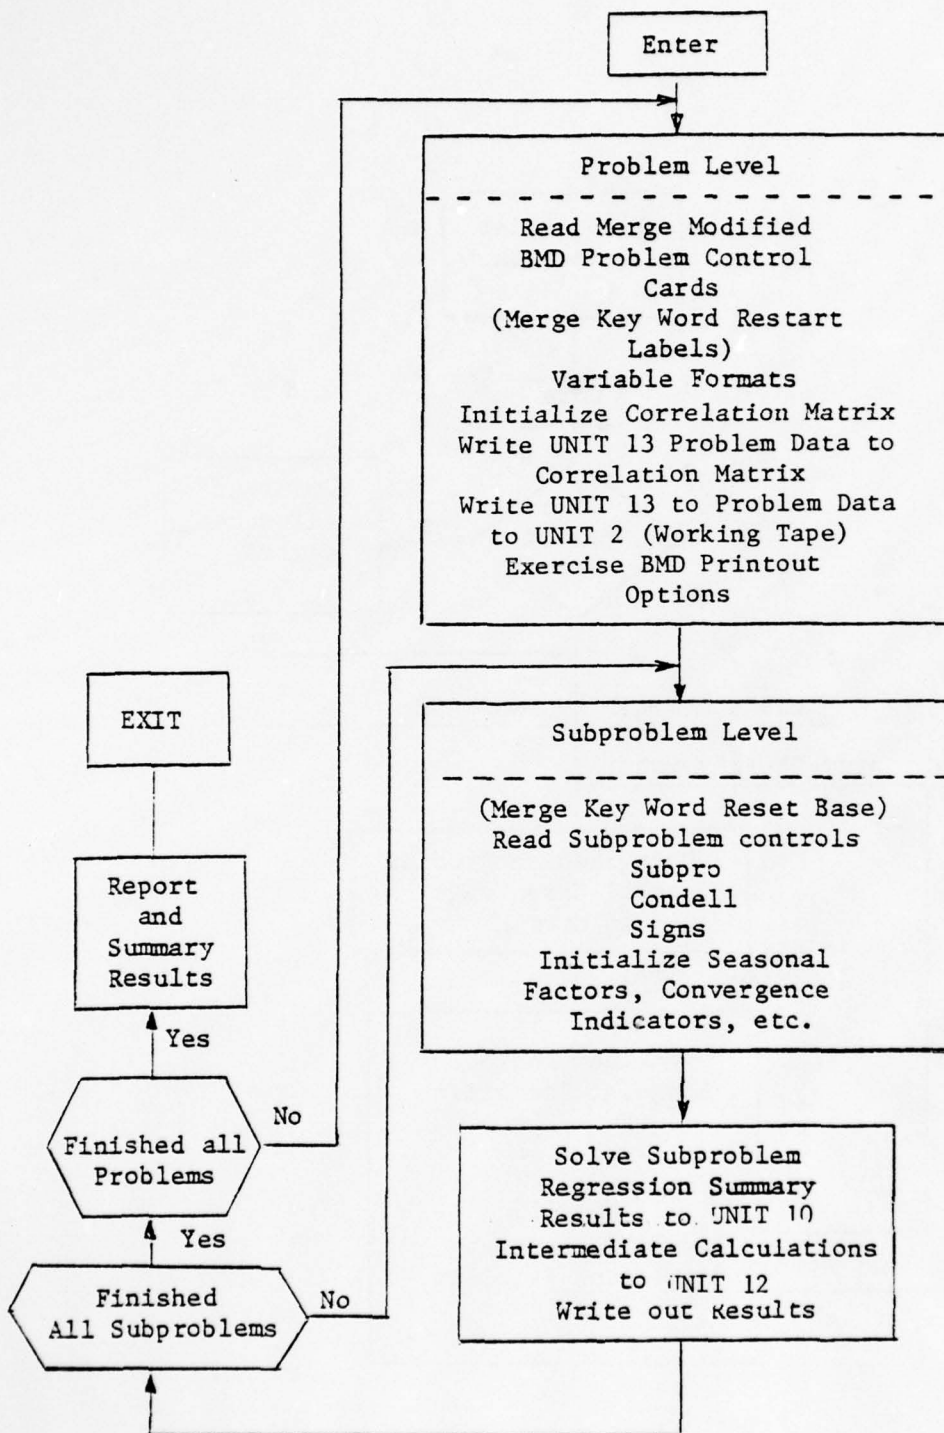 Enter
Problem Level
Read Merge Modified
BMD Problem Control
Cards
(Merge Key Word Restart
Labels)
Variable Formats
Initialize Correlation Matrix
Write UNIT 13 Problem Data to
Correlation Matrix
Write UNIT 13 to Problem Data
to UNIT 2 (Working Tape)
Exercise BMD Printout
Options
Subproblem Level
(Merge Key Word Reset Base)
Read Subproblem controls
Subpro
Condell
Signs
Initialize Seasonal
Factors, Convergence
Indicators, etc.
Solve Subproblem
Regression Summary
Results to UNIT 10
Intermediate Calculations
to UNIT 12
Write out Results
Finished
All Subproblems
No
Yes
Finished all
Problems
No
Yes
Report
and
Summary
Results
EXIT